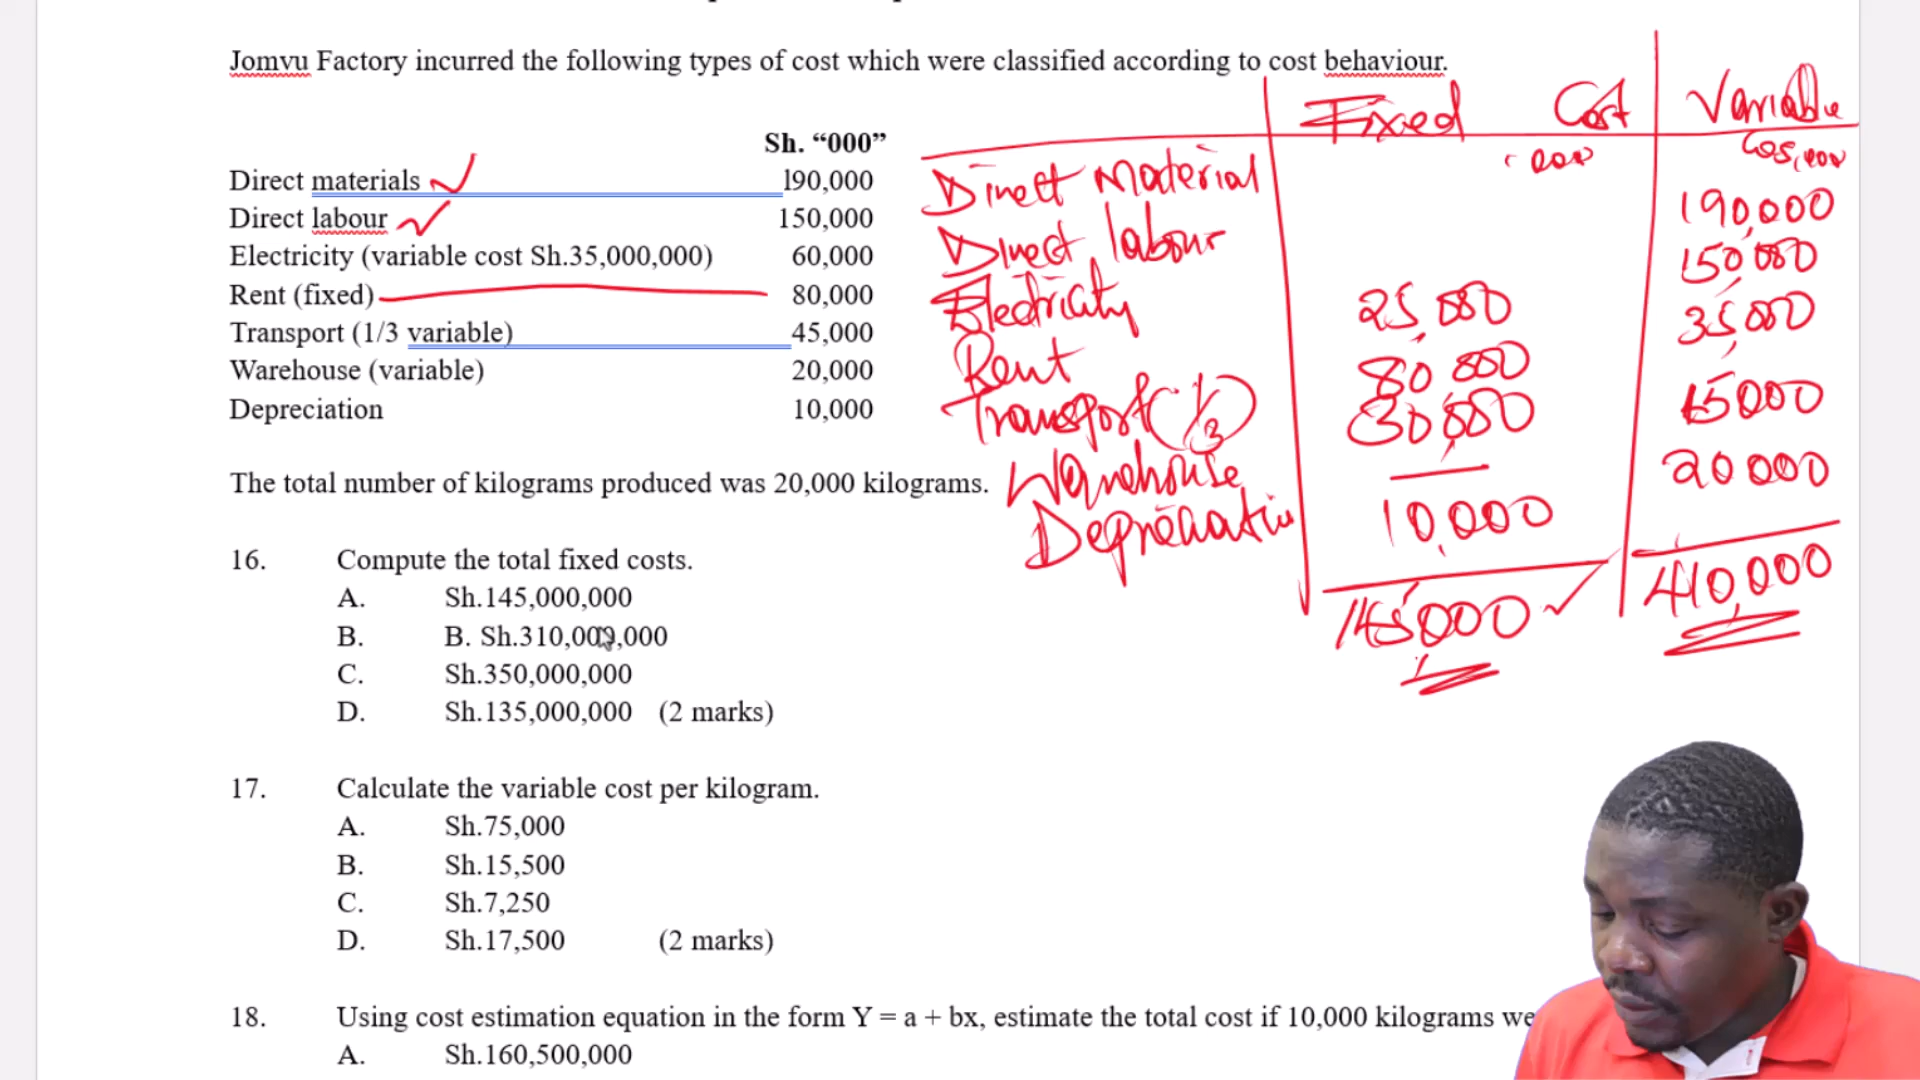 Jomvu Factory incurred the following types of cost which were classified according to cost behaviour.
Sh. “000”
Direct materials 190,000
Direct labour 150,000
Electricity (variable cost Sh.35,000,000) 60,000
Rent (fixed) 80,000
Transport (1/3 variable) 45,000
Warehouse (variable) 20,000
Depreciation 10,000
The total number of kilograms produced was 20,000 kilograms.
16. Compute the total fixed costs.
A. Sh.145,000,000
B. B. Sh.310,000,000
C. Sh.350,000,000
D. Sh.135,000,000 (2 marks)
17. Calculate the variable cost per kilogram.
A. Sh.75,000
B. Sh.15,500
C. Sh.7,250
D. Sh.17,500 (2 marks)
18. Using cost estimation equation in the form Y = a + bx, estimate the total cost if 10,000 kilograms we
A. Sh.160,500,000
Fixed Cost Variable
Direct Material 190,000
Direct labour 150,000
Electricity 25,000 35,000
Rent 80 000
Transport (1/3) 30,000 15000
Warehouse 20 000
Depreciation 10,000
145000 410,000